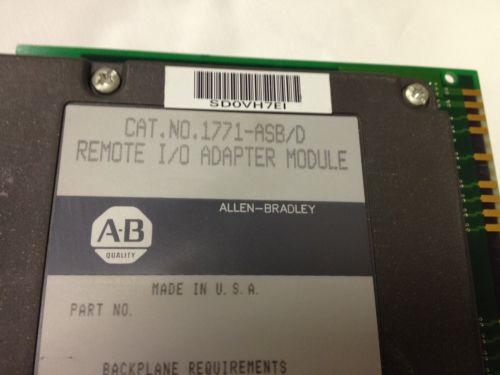 SD0VH7EI
CAT.NO.1771-ASB/D
REMOTE I/O ADAPTER MODULE
ALLEN-BRADLEY
A-B
QUALITY
MADE IN U.S.A.
PART NO.
BACKPLANE REQUIREMENTS